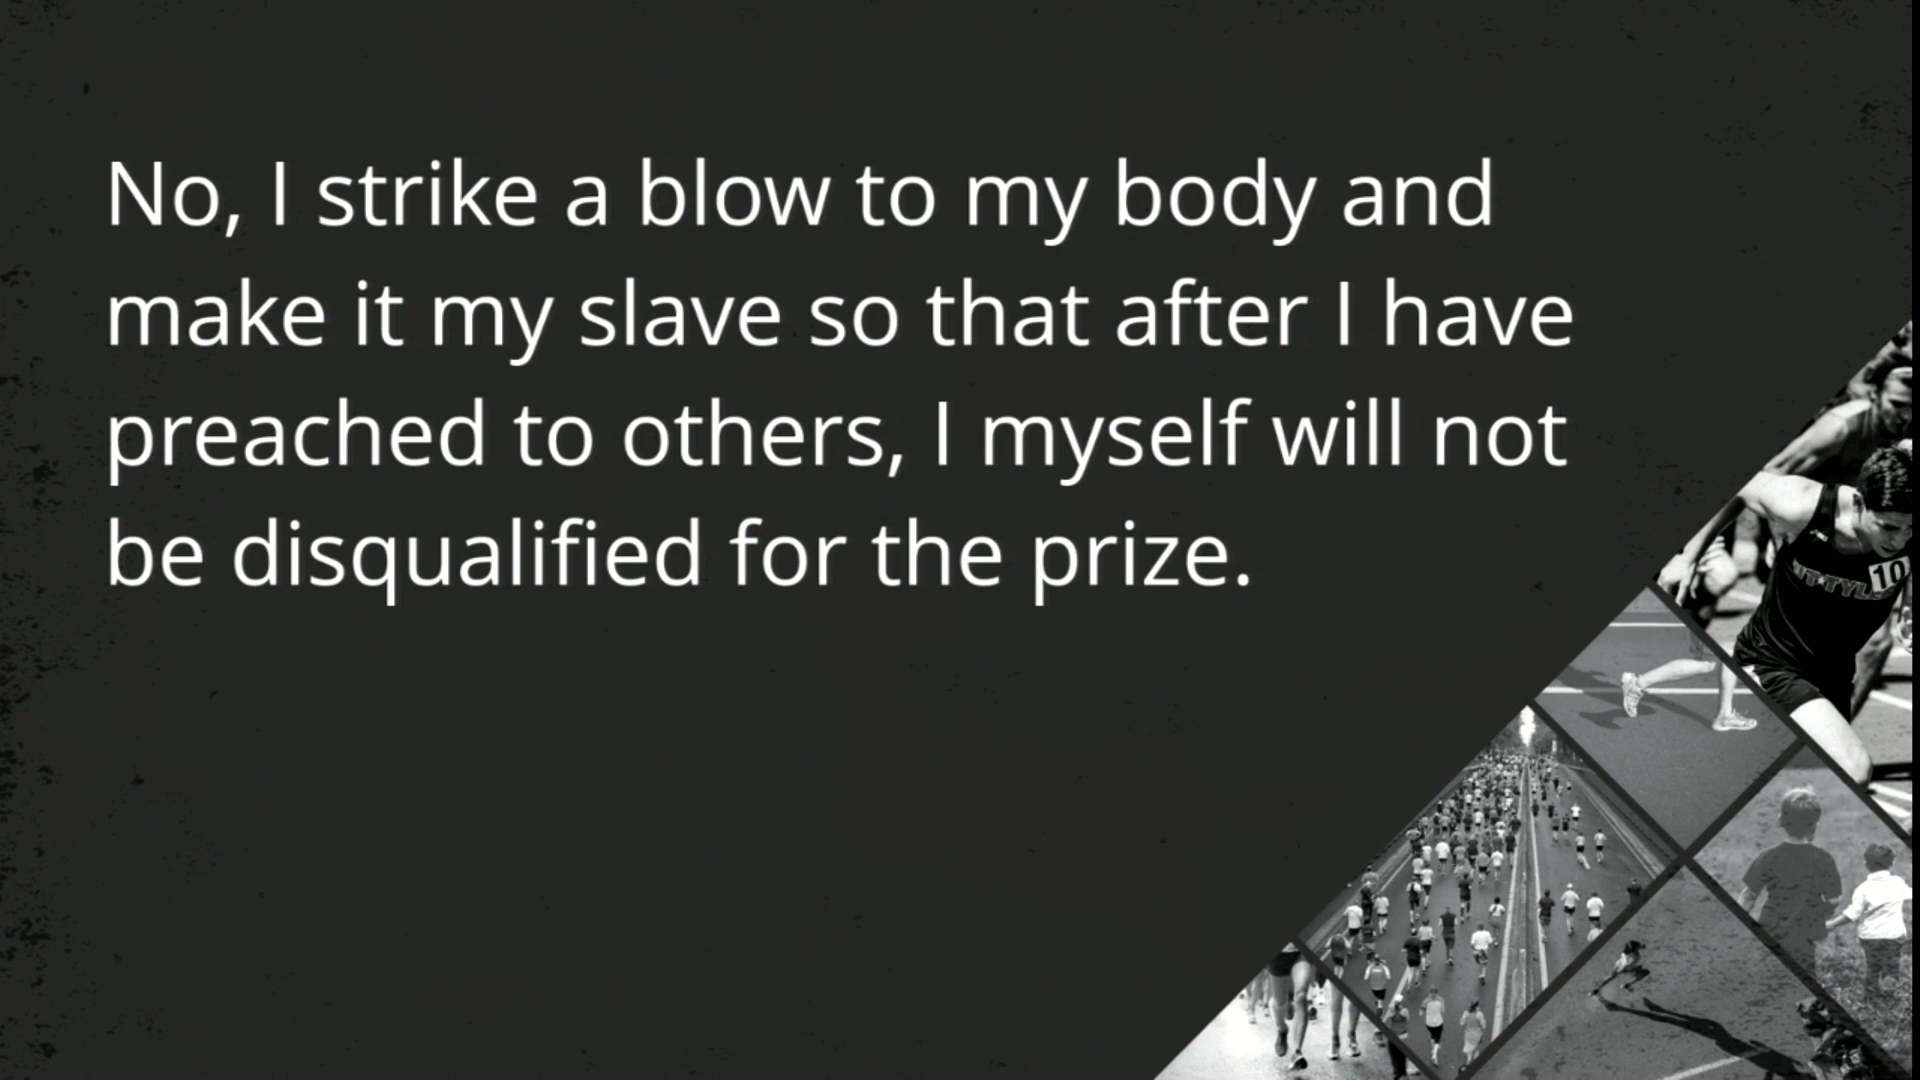 No, I strike a blow to my body and
make it my slave so that after I have
preached to others, I myself will not
be disqualified for the prize.
10